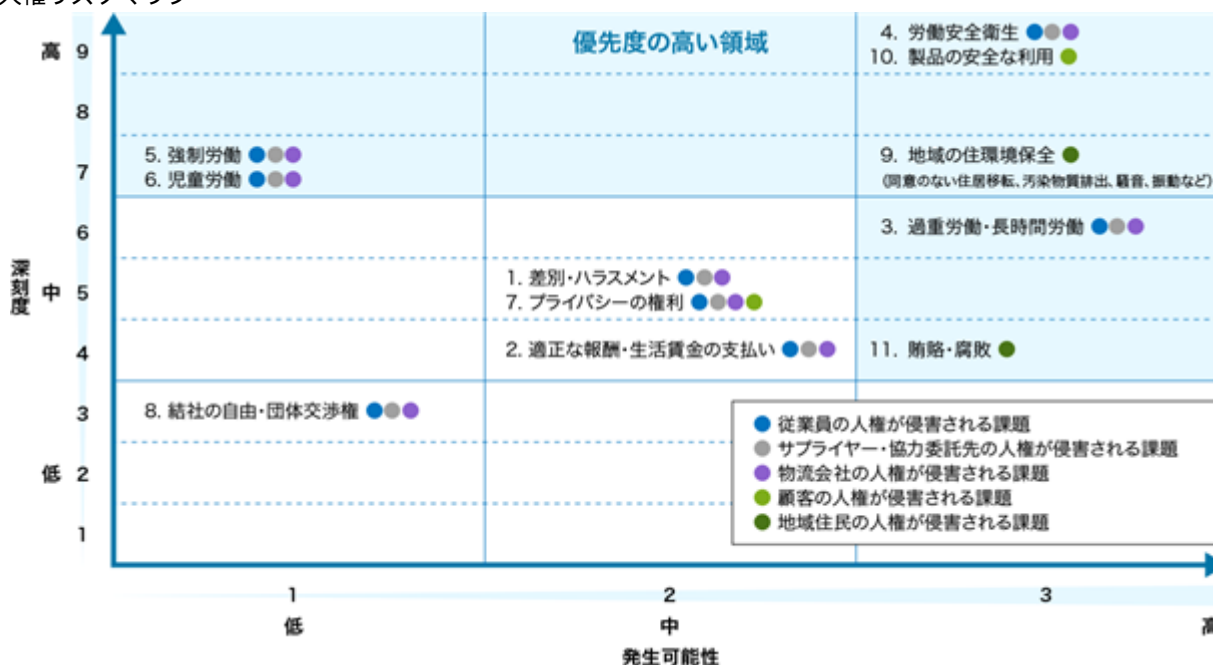 人権リスクマップ
高 9
優先度の高い領域
4. 労働安全衛生
10. 製品の安全な利用
8
5. 強制労働
6. 児童労働
7
9. 地域の住環境保全
(同意のない住居移転、汚染物質排出、騒音、振動など)
6
3. 過重労働・長時間労働
深刻度
中 5
1. 差別・ハラスメント
7. プライバシーの権利
4
2. 適正な報酬・生活賃金の支払い
11. 賄賂・腐敗
3
8. 結社の自由・団体交渉権
低 2
1
従業員の人権が侵害される課題
サプライヤー・協力委託先の人権が侵害される課題
物流会社の人権が侵害される課題
顧客の人権が侵害される課題
地域住民の人権が侵害される課題
1
2
3
低
中
高
発生可能性